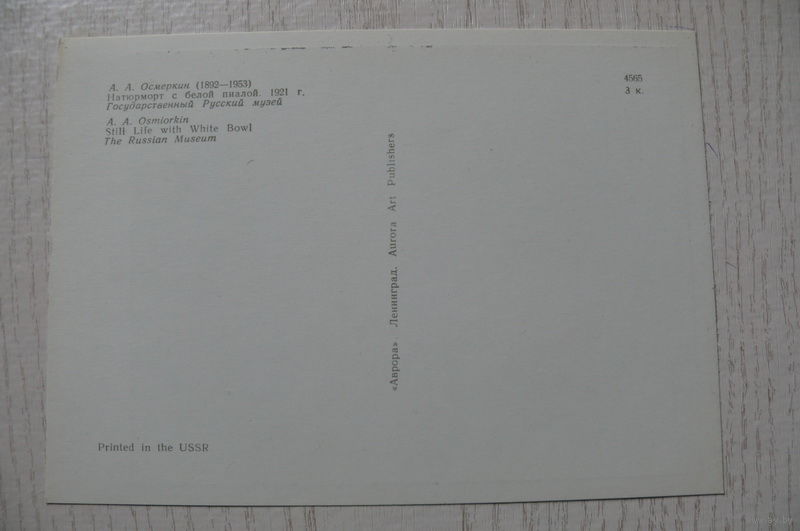 А. А. Осмеркин (1892—1953)
Натюрморт с белой пиалой. 1921 г.
Государственный Русский музей
A. A. Osmiorkin
Still Life with White Bowl
The Russian Museum
4565
3 к.
«Аврора» Ленинград. Aurora Art Publishers
Printed in the USSR